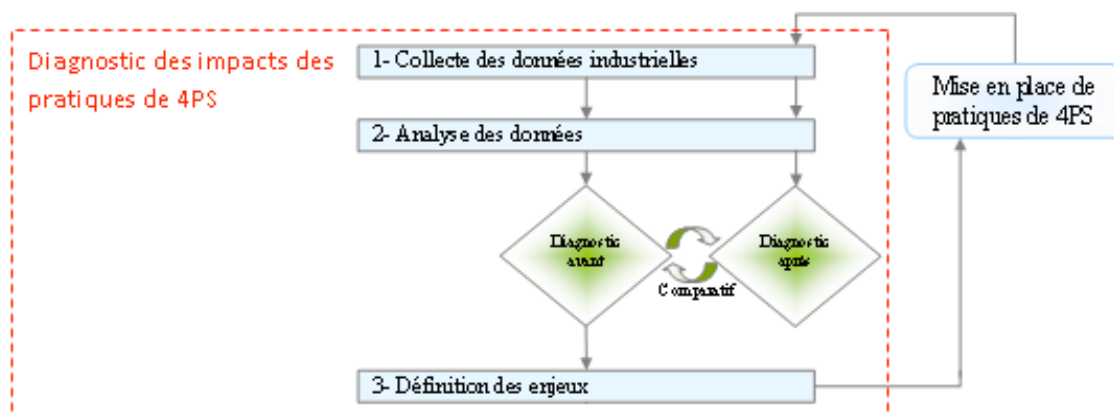 Diagnostic des impacts des
pratiques de 4PS
1- Collecte des données industrielles
Mise en place de
pratiques de 4PS
2- Analyse des données
Diagnostic
avant
Diagnostic
après
Comparatif
3- Définition des enjeux